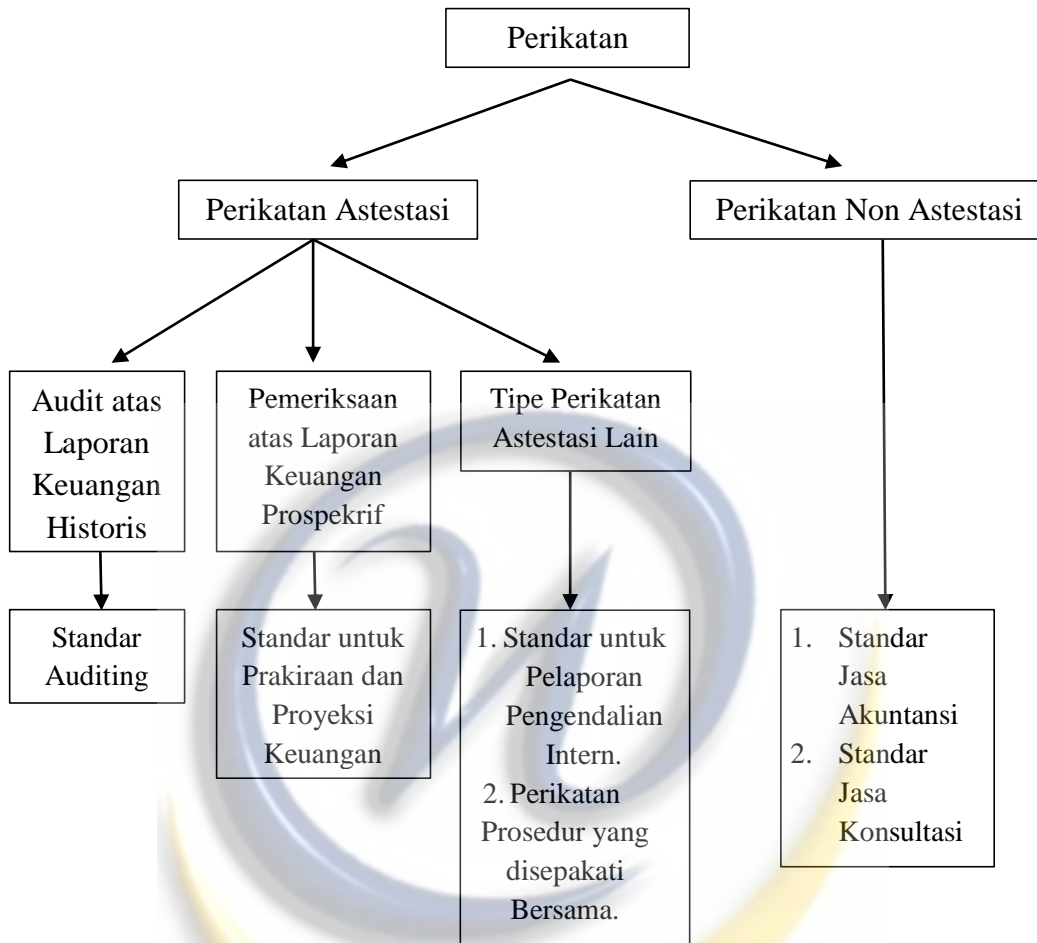 Perikatan
Perikatan Astestasi
Perikatan Non Astestasi
Audit atas
Laporan
Keuangan
Historis
Pemeriksaan
atas Laporan
Keuangan
Prospekrif
Tipe Perikatan
Astestasi Lain
Standar
Auditing
Standar untuk
Prakiraan dan
Proyeksi
Keuangan
1. Standar untuk
Pelaporan
Pengendalian
Intern.
2. Perikatan
Prosedur yang
disepakati
Bersama.
1. Standar
Jasa
Akuntansi
2. Standar
Jasa
Konsultasi